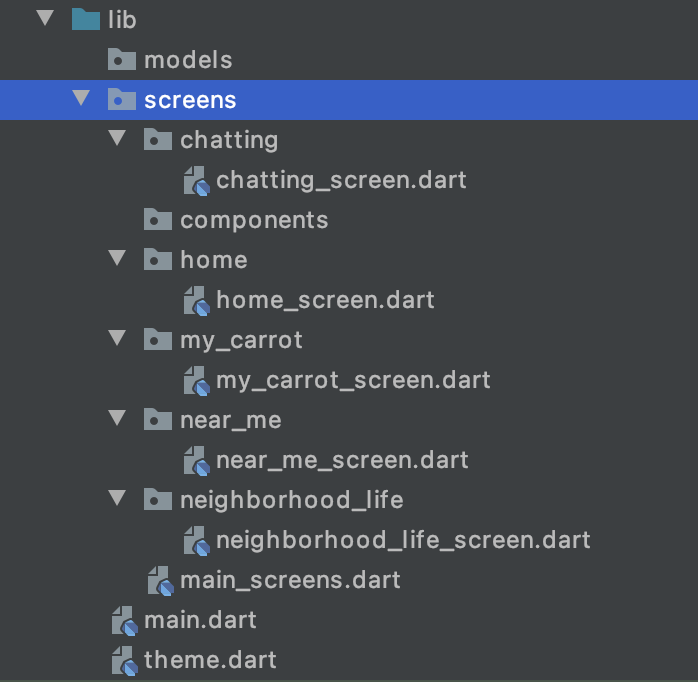 lib
models
screens
chatting
chatting_screen.dart
components
home
home_screen.dart
my_carrot
my_carrot_screen.dart
near_me
near_me_screen.dart
neighborhood_life
neighborhood_life_screen.dart
main_screens.dart
main.dart
theme.dart